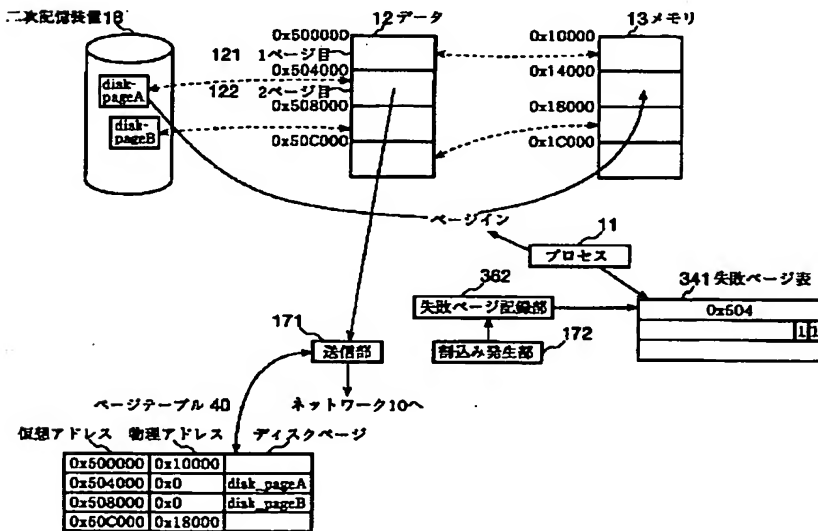 二次記憶装置18
disk-
pageA
disk-
pageB
12データ
0x500000
121 1ページ目
0x504000
122 2ページ目
0x508000
0x50C000
13メモリ
0x10000
0x14000
0x18000
0x1C000
ページイン
11
プロセス
362
失敗ページ記録部
341失敗ページ表
0x504
1 1
171
送信部
割込み発生部
172
ネットワーク10へ
ページテーブル 40
仮想アドレス 物理アドレス ディスクページ
0x500000 0x10000
0x504000 0x0 disk_pageA
0x508000 0x0 disk_pageB
0x50C000 0x18000